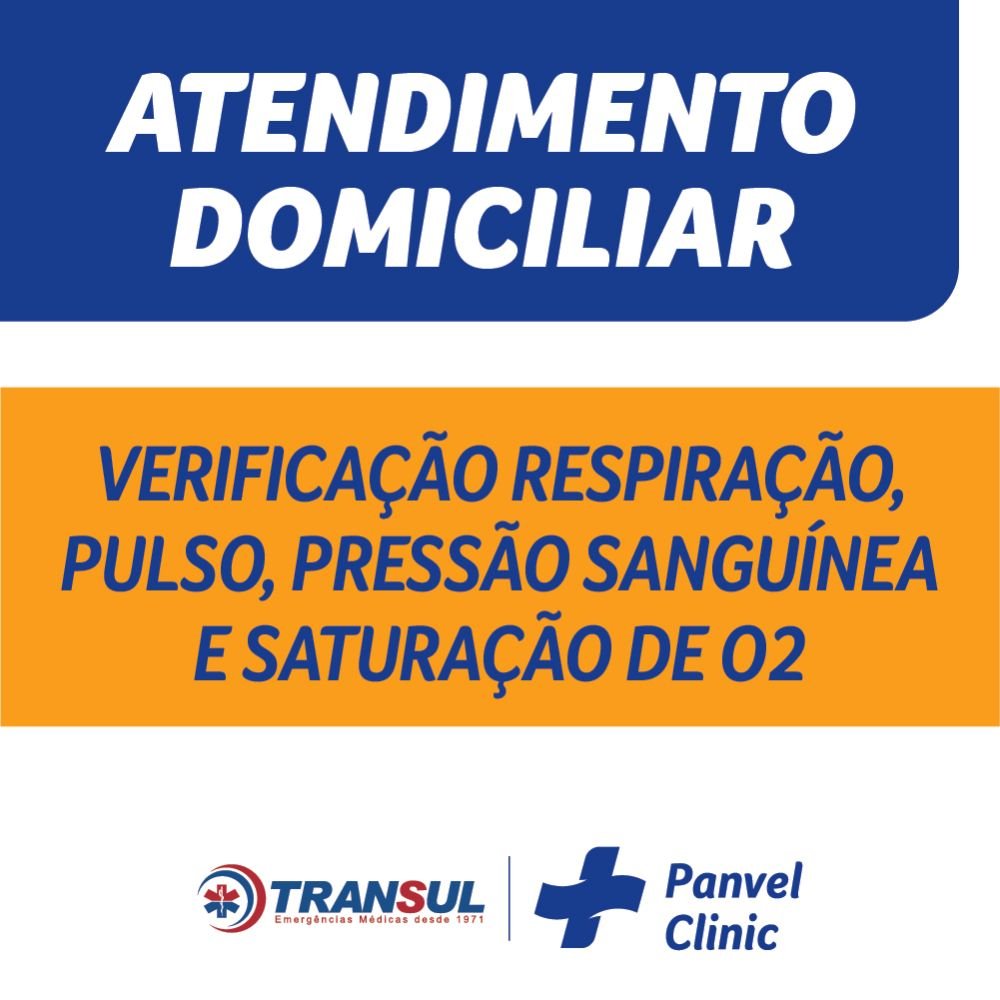 ATENDIMENTO
DOMICILIAR
VERIFICAÇÃO RESPIRAÇÃO,
PULSO, PRESSÃO SANGUÍNEA
E SATURAÇÃO DE O2
TRANSUL
Emergências Médicas desde 1971
Panvel
Clinic